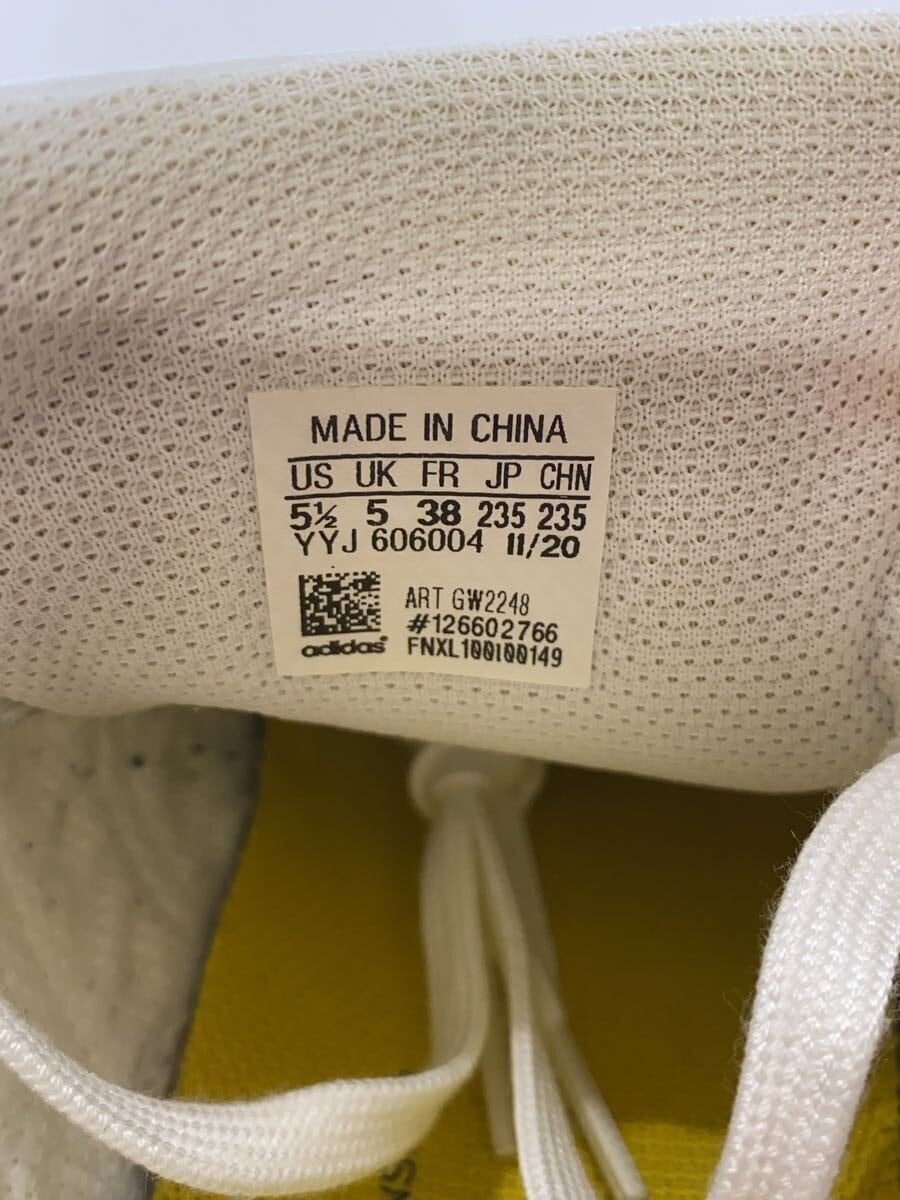 MADE IN CHINA
US UK FR JP CHN
5½ 5 38 235 235
YYJ 606004 11/20
ART GW2248
#126602766
adidas
FNXL100100149